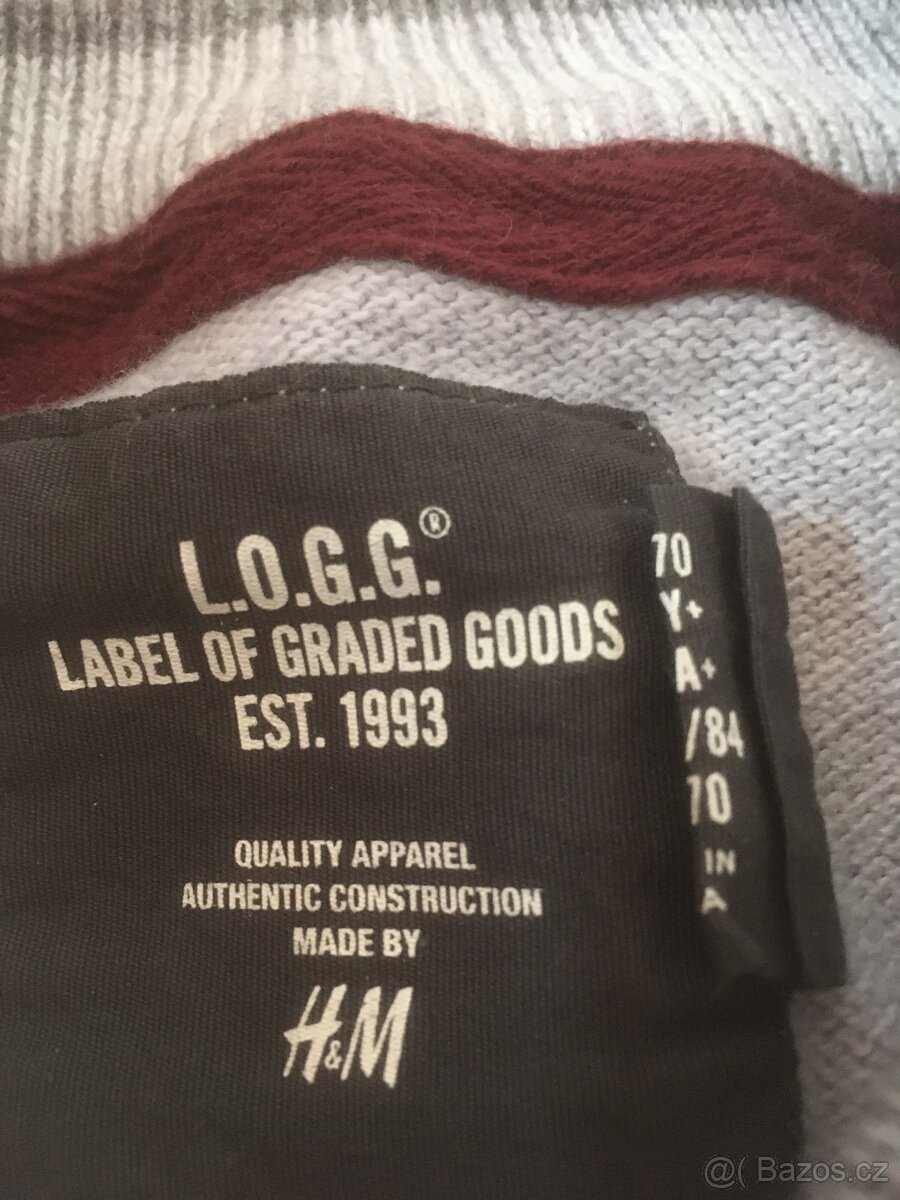 L.O.G.G.®
LABEL OF GRADED GOODS
EST. 1993
QUALITY APPAREL
AUTHENTIC CONSTRUCTION
MADE BY
H&M
70
Y+
A+
/84
70
IN
A
@( Bazos.cz